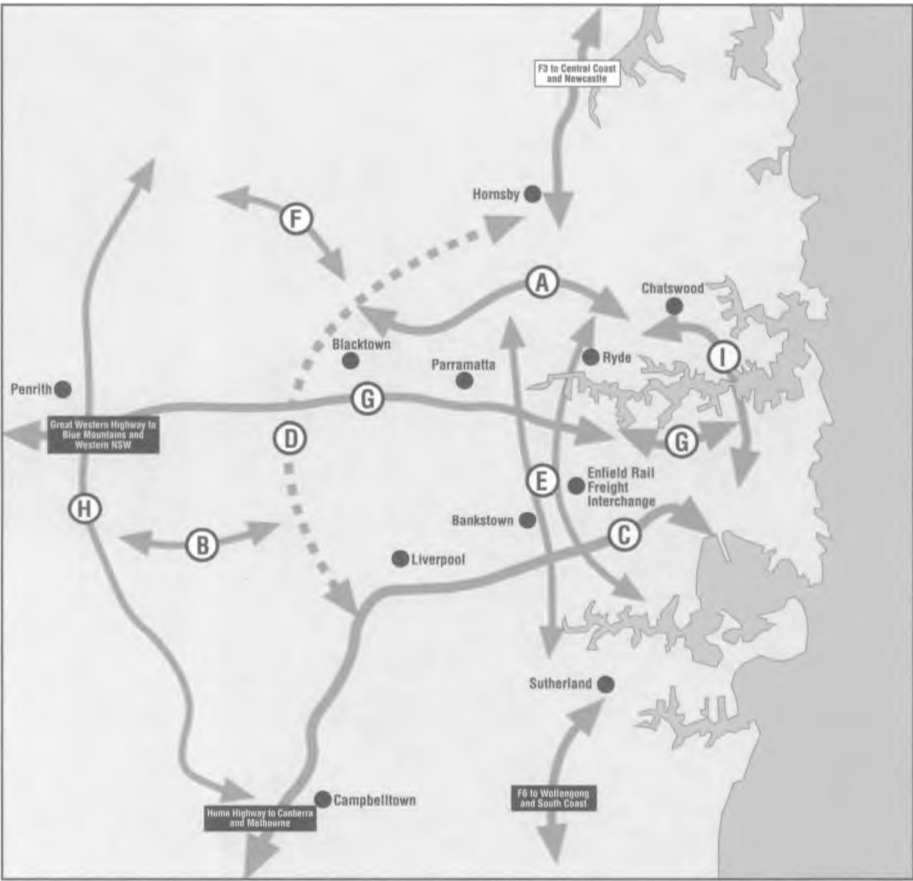 F3 to Central Coast
and Newcastle
Hornsby
F
A
Chatswood
Blacktown
I
Parramatta
Ryde
Penrith
G
Great Western Highway to
Blue Mountains and
Western NSW
D
G
Enfield Rail
Freight
Interchange
E
H
Bankstown
C
B
Liverpool
Sutherland
Campbelltown
F6 to Wollongong
and South Coast
Hume Highway to Canberra
and Melbourne